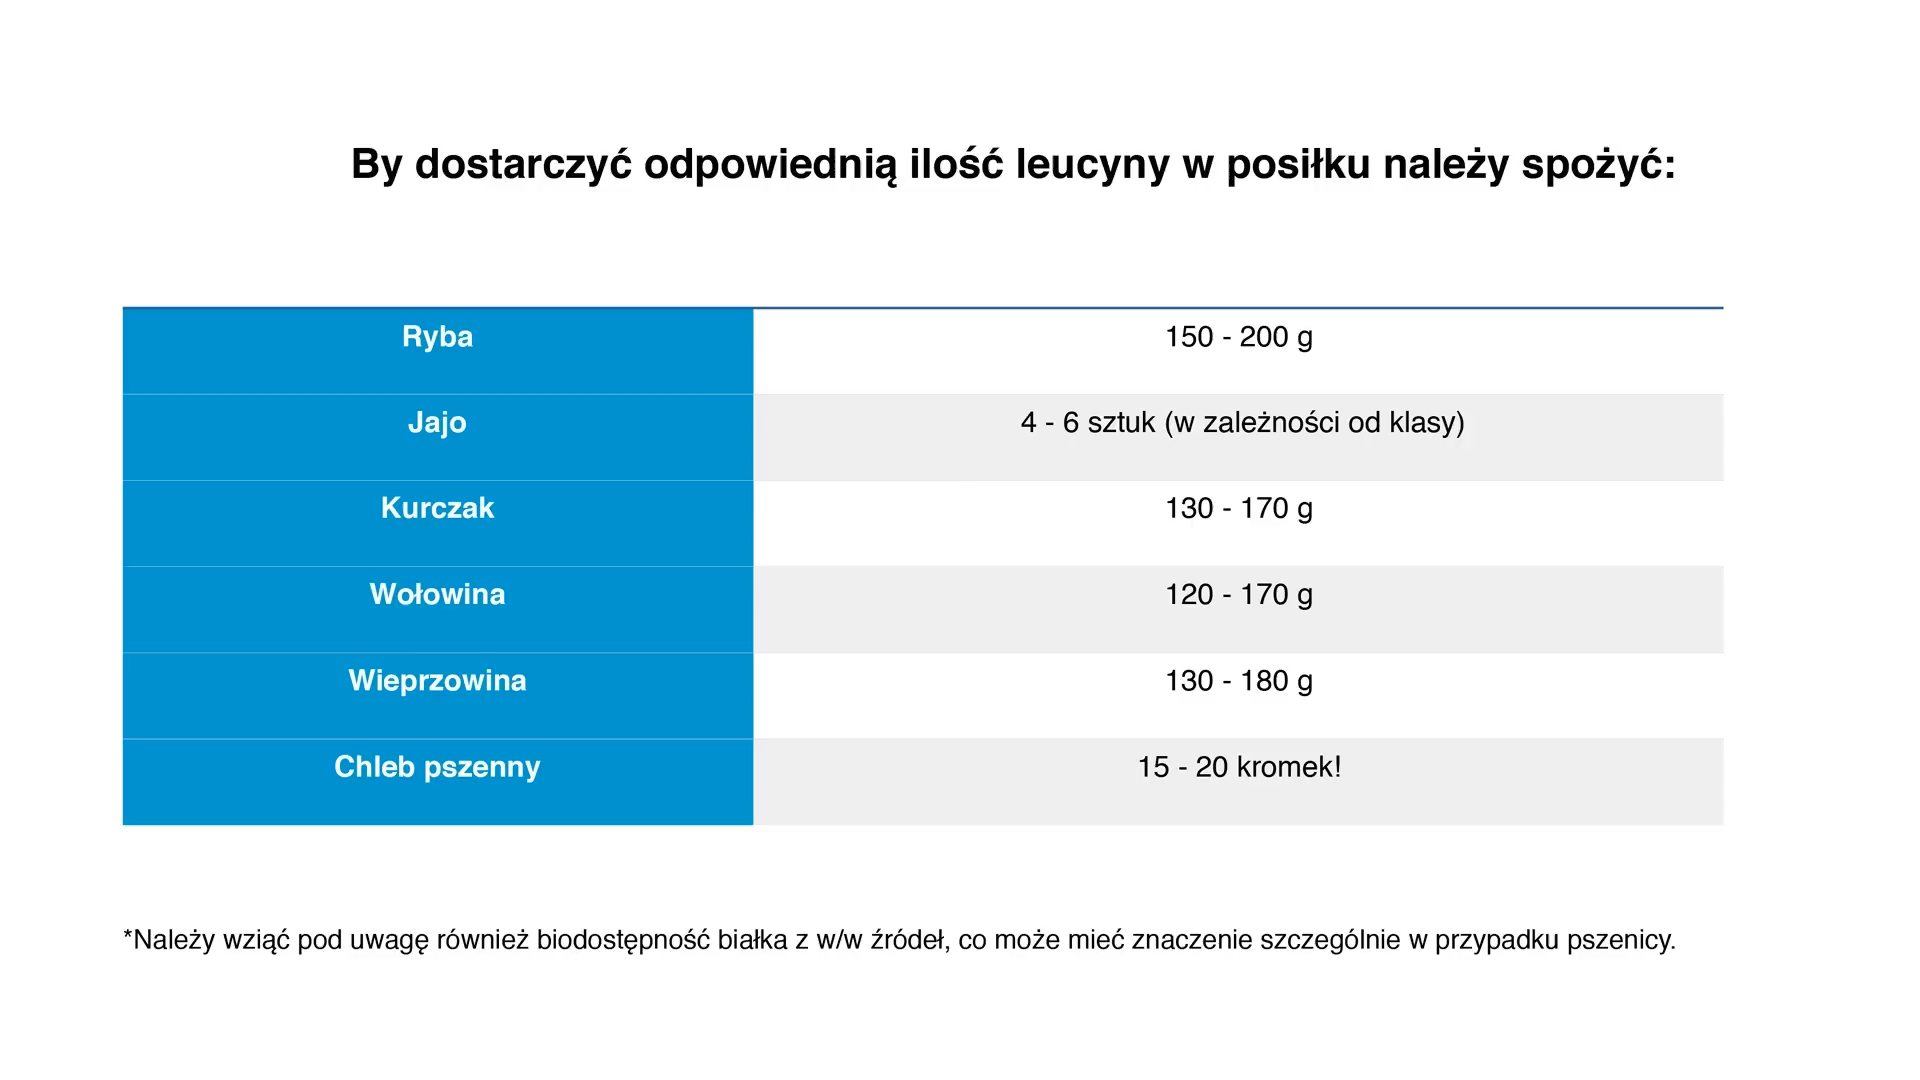 By dostarczyć odpowiednią ilość leucyny w posiłku należy spożyć:
Ryba 150 - 200 g
Jajo 4 - 6 sztuk (w zależności od klasy)
Kurczak 130 - 170 g
Wołowina 120 - 170 g
Wieprzowina 130 - 180 g
Chleb pszenny 15 - 20 kromek!
*Należy wziąć pod uwagę również biodostępność białka z w/w źródeł, co może mieć znaczenie szczególnie w przypadku pszenicy.